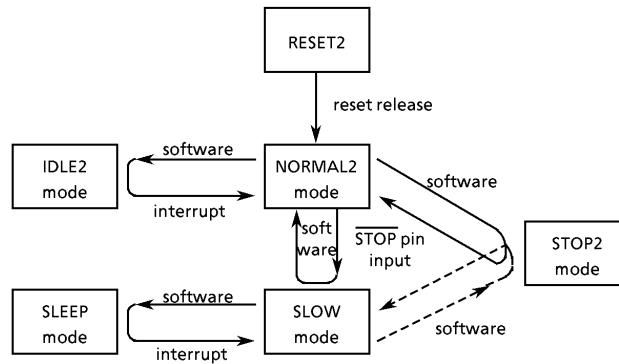 RESET2
reset release
IDLE2
mode
software
interrupt
NORMAL2
mode
software
soft
ware
STOP pin
input
STOP2
mode
SLEEP
mode
software
interrupt
SLOW
mode
software